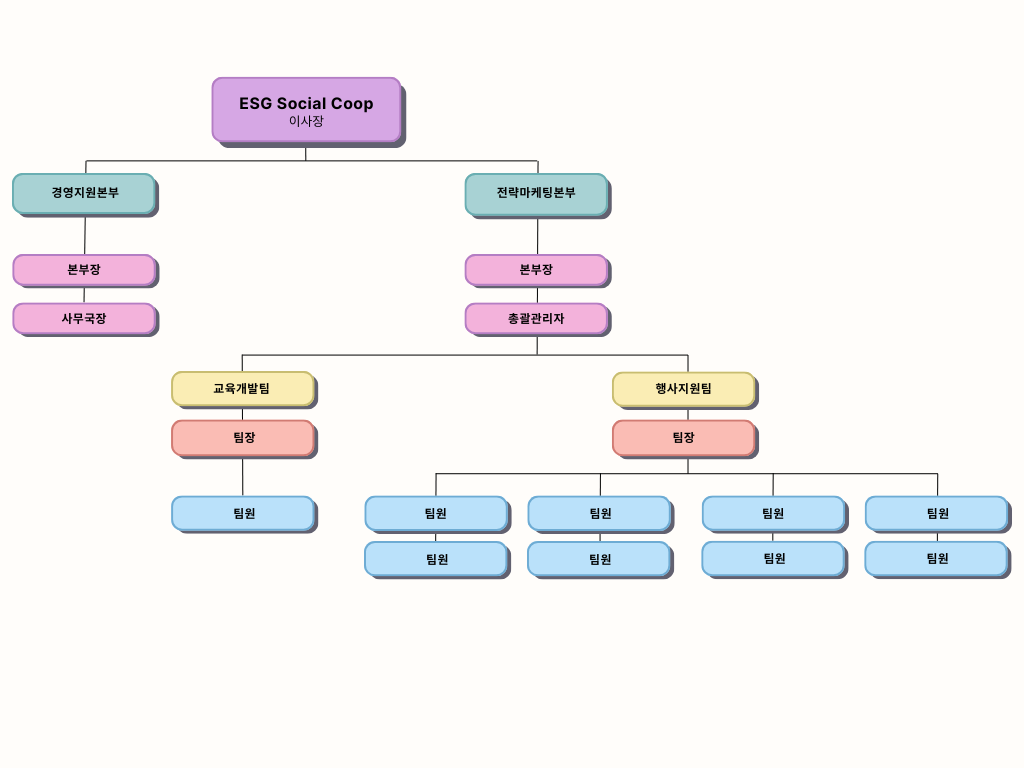 ESG Social Coop
이사장
경영지원본부
전략마케팅본부
본부장
본부장
사무국장
총괄관리자
교육개발팀
행사지원팀
팀장
팀장
팀원
팀원
팀원
팀원
팀원
팀원
팀원
팀원
팀원